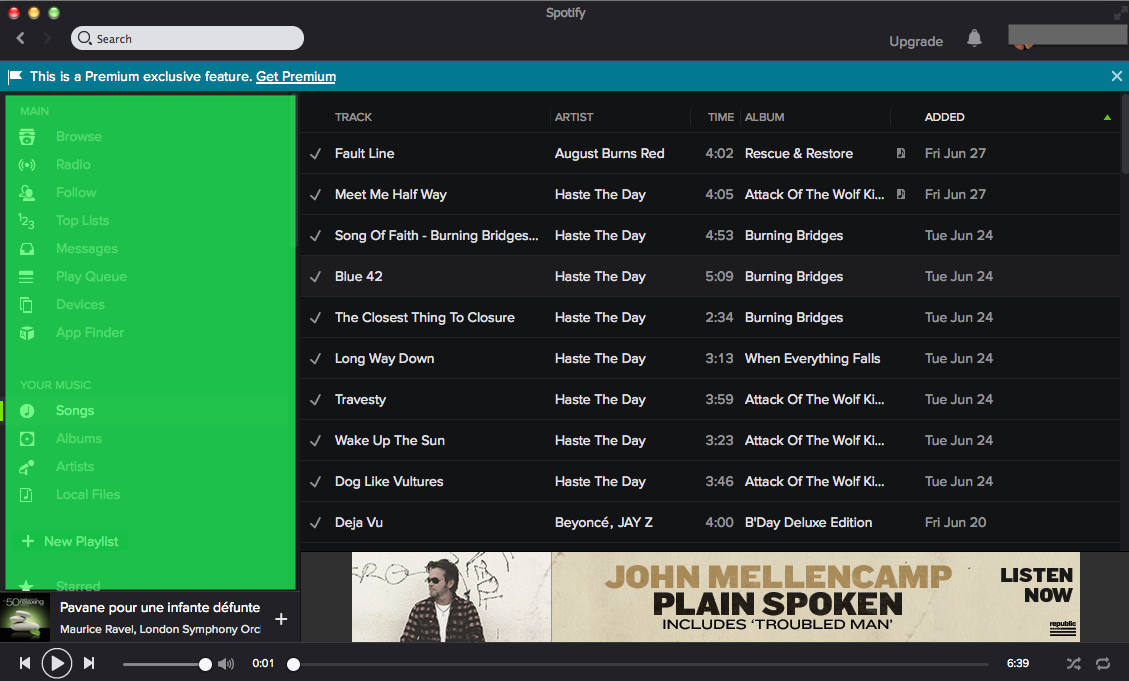 Spotify
Search
Upgrade
This is a Premium exclusive feature. Get Premium
MAIN
Browse
Radio
Follow
Top Lists
Messages
Play Queue
Devices
App Finder
YOUR MUSIC
Songs
Albums
Artists
Local Files
New Playlist
Starred
TRACK ARTIST TIME ALBUM ADDED
Fault Line August Burns Red 4:02 Rescue & Restore Fri Jun 27
Meet Me Half Way Haste The Day 4:05 Attack Of The Wolf Ki... Fri Jun 27
Song Of Faith - Burning Bridges... Haste The Day 4:53 Burning Bridges Tue Jun 24
Blue 42 Haste The Day 5:09 Burning Bridges Tue Jun 24
The Closest Thing To Closure Haste The Day 2:34 Burning Bridges Tue Jun 24
Long Way Down Haste The Day 3:13 When Everything Falls Tue Jun 24
Travesty Haste The Day 3:59 Attack Of The Wolf Ki... Tue Jun 24
Wake Up The Sun Haste The Day 3:23 Attack Of The Wolf Ki... Tue Jun 24
Dog Like Vultures Haste The Day 3:46 Attack Of The Wolf Ki... Tue Jun 24
Deja Vu Beyoncé, JAY Z 4:00 B'Day Deluxe Edition Fri Jun 20
JOHN MELLENCAMP
PLAIN SPOKEN
INCLUDES ‘TROUBLED MAN’
LISTEN
NOW
republic
50 relaxing
Pavane pour une infante défunte
Maurice Ravel, London Symphony Orc
0:01 6:39